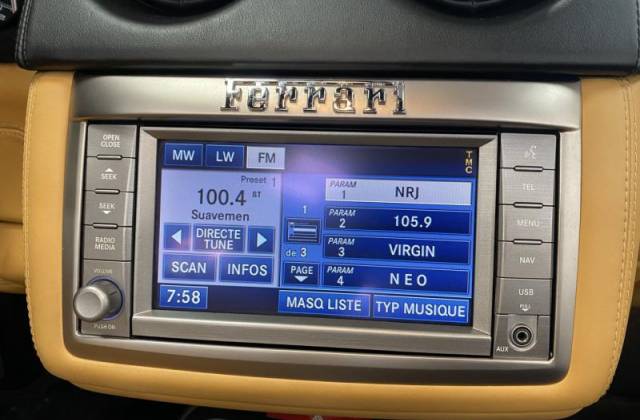 Ferrari
OPEN
CLOSE
SEEK
SEEK
RADIO
MEDIA
VOLUME
PUSH ON
MW LW FM
TMC
Preset 1
100.4 BT
Suavemen
DIRECTE
TUNE
SCAN INFOS
7:58
1
de 3
PAGE
PARAM
1 NRJ
PARAM
2 105.9
PARAM
3 VIRGIN
PARAM
4 N E O
MASQ LISTE TYP MUSIQUE
TEL
MENU
NAV
USB
PULL
AUX